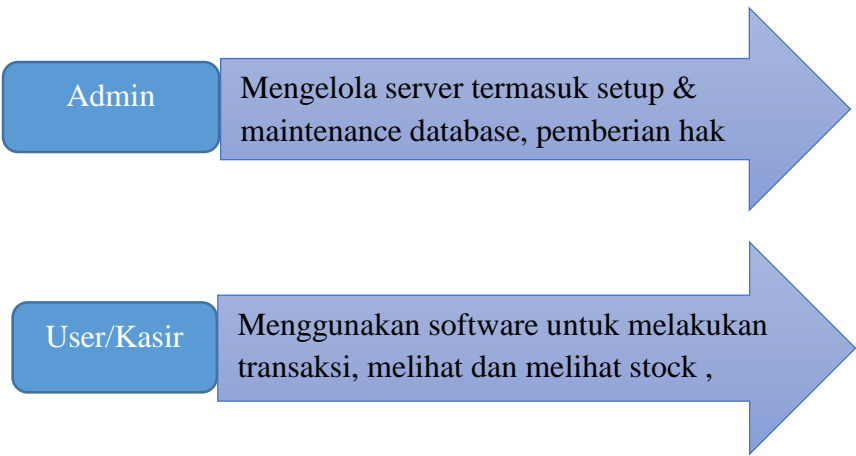 Admin
Mengelola server termasuk setup &
maintenance database, pemberian hak
User/Kasir
Menggunakan software untuk melakukan
transaksi, melihat dan melihat stock ,